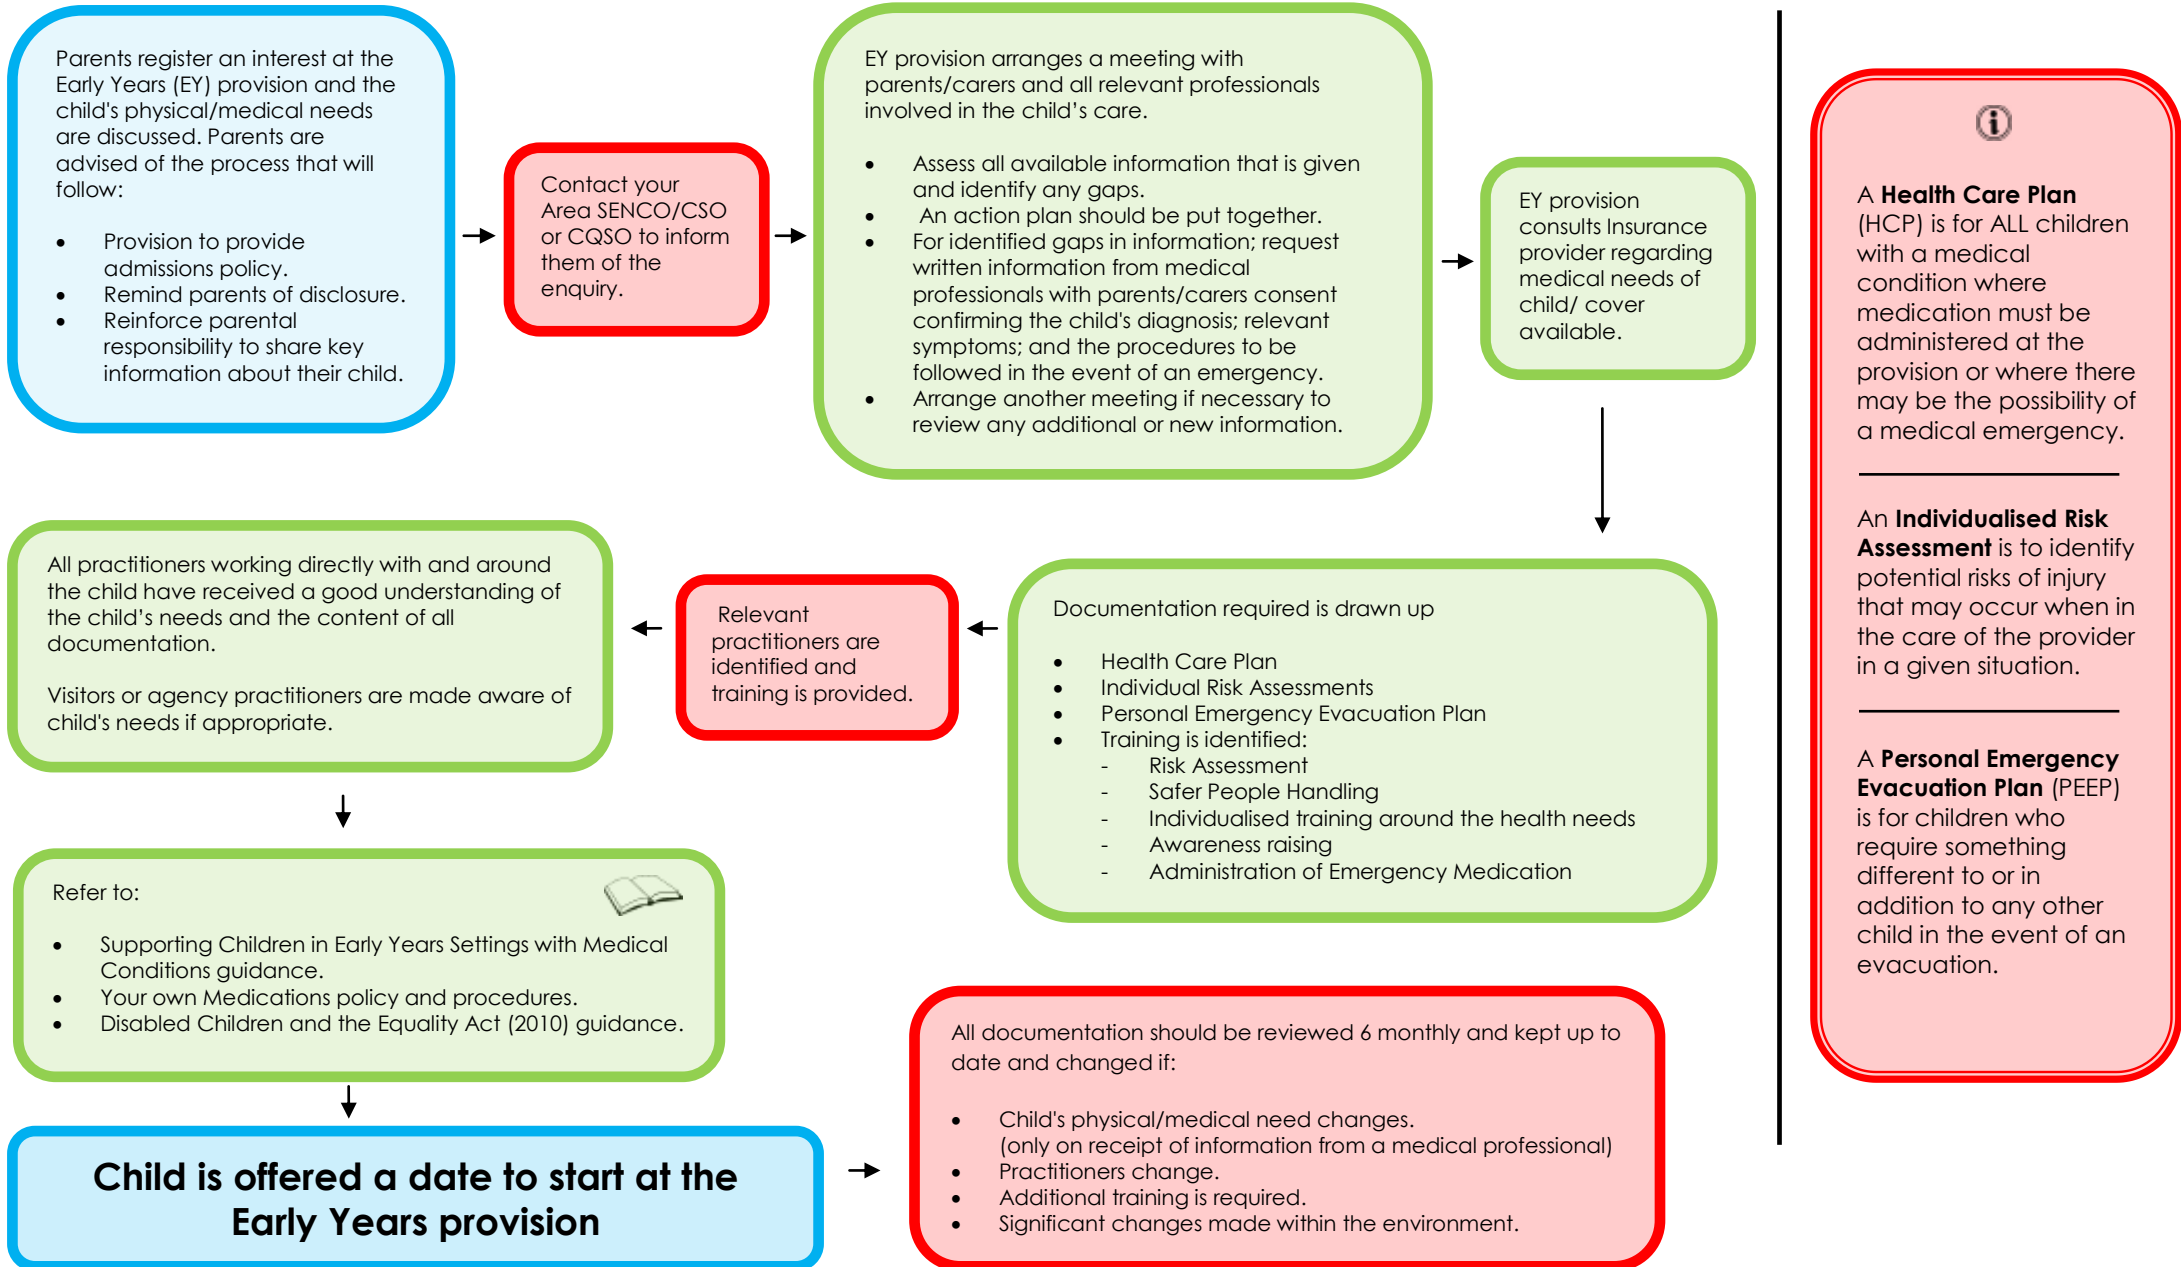 Parents register an interest at the
Early Years (EY) provision and the
child's physical/medical needs
are discussed. Parents are
advised of the process that will
follow:
• Provision to provide
admissions policy.
• Remind parents of disclosure.
• Reinforce parental
responsibility to share key
information about their child.
Contact your
Area SENCO/CSO
or CQSO to inform
them of the
enquiry.
EY provision arranges a meeting with
parents/carers and all relevant professionals
involved in the child’s care.
• Assess all available information that is given
and identify any gaps.
• An action plan should be put together.
• For identified gaps in information; request
written information from medical
professionals with parents/carers consent
confirming the child's diagnosis; relevant
symptoms; and the procedures to be
followed in the event of an emergency.
• Arrange another meeting if necessary to
review any additional or new information.
EY provision
consults Insurance
provider regarding
medical needs of
child/ cover
available.
Documentation required is drawn up
• Health Care Plan
• Individual Risk Assessments
• Personal Emergency Evacuation Plan
• Training is identified:
- Risk Assessment
- Safer People Handling
- Individualised training around the health needs
- Awareness raising
- Administration of Emergency Medication
Relevant
practitioners are
identified and
training is provided.
All practitioners working directly with and around
the child have received a good understanding of
the child’s needs and the content of all
documentation.
Visitors or agency practitioners are made aware of
child's needs if appropriate.
Refer to:
• Supporting Children in Early Years Settings with Medical
Conditions guidance.
• Your own Medications policy and procedures.
• Disabled Children and the Equality Act (2010) guidance.
Child is offered a date to start at the
Early Years provision
All documentation should be reviewed 6 monthly and kept up to
date and changed if:
• Child's physical/medical need changes.
(only on receipt of information from a medical professional)
• Practitioners change.
• Additional training is required.
• Significant changes made within the environment.
A Health Care Plan
(HCP) is for ALL children
with a medical
condition where
medication must be
administered at the
provision or where there
may be the possibility of
a medical emergency.
An Individualised Risk
Assessment is to identify
potential risks of injury
that may occur when in
the care of the provider
in a given situation.
A Personal Emergency
Evacuation Plan (PEEP)
is for children who
require something
different to or in
addition to any other
child in the event of an
evacuation.